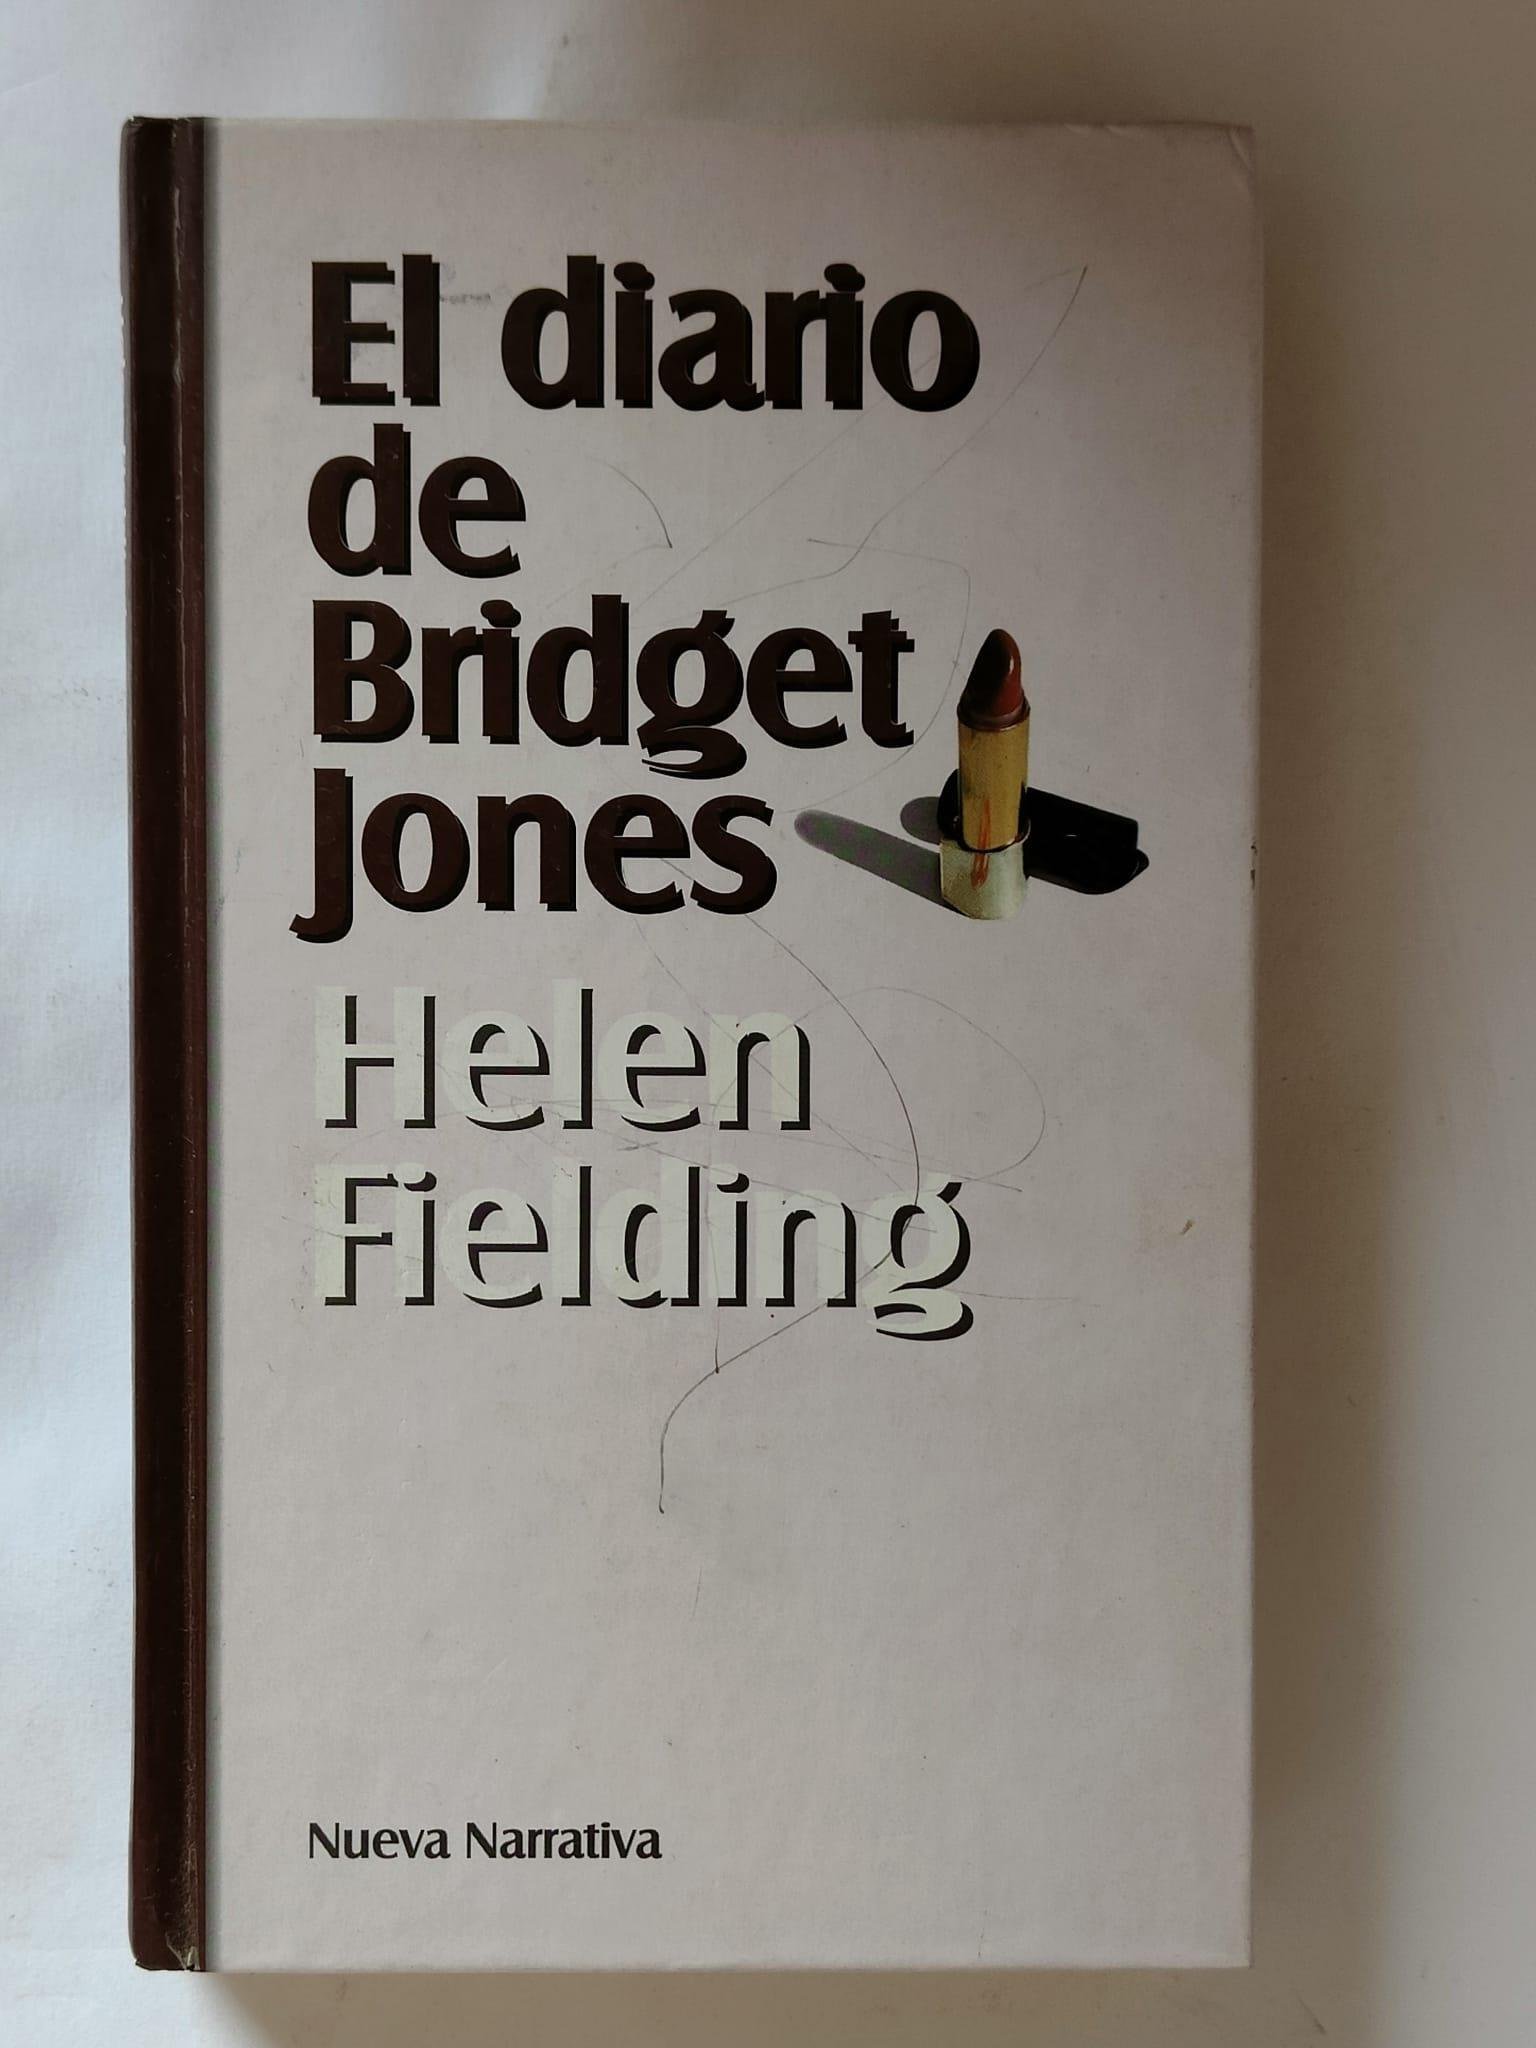 El diario
de
Bridget
Jones
Helen
Fielding
Nueva Narrativa